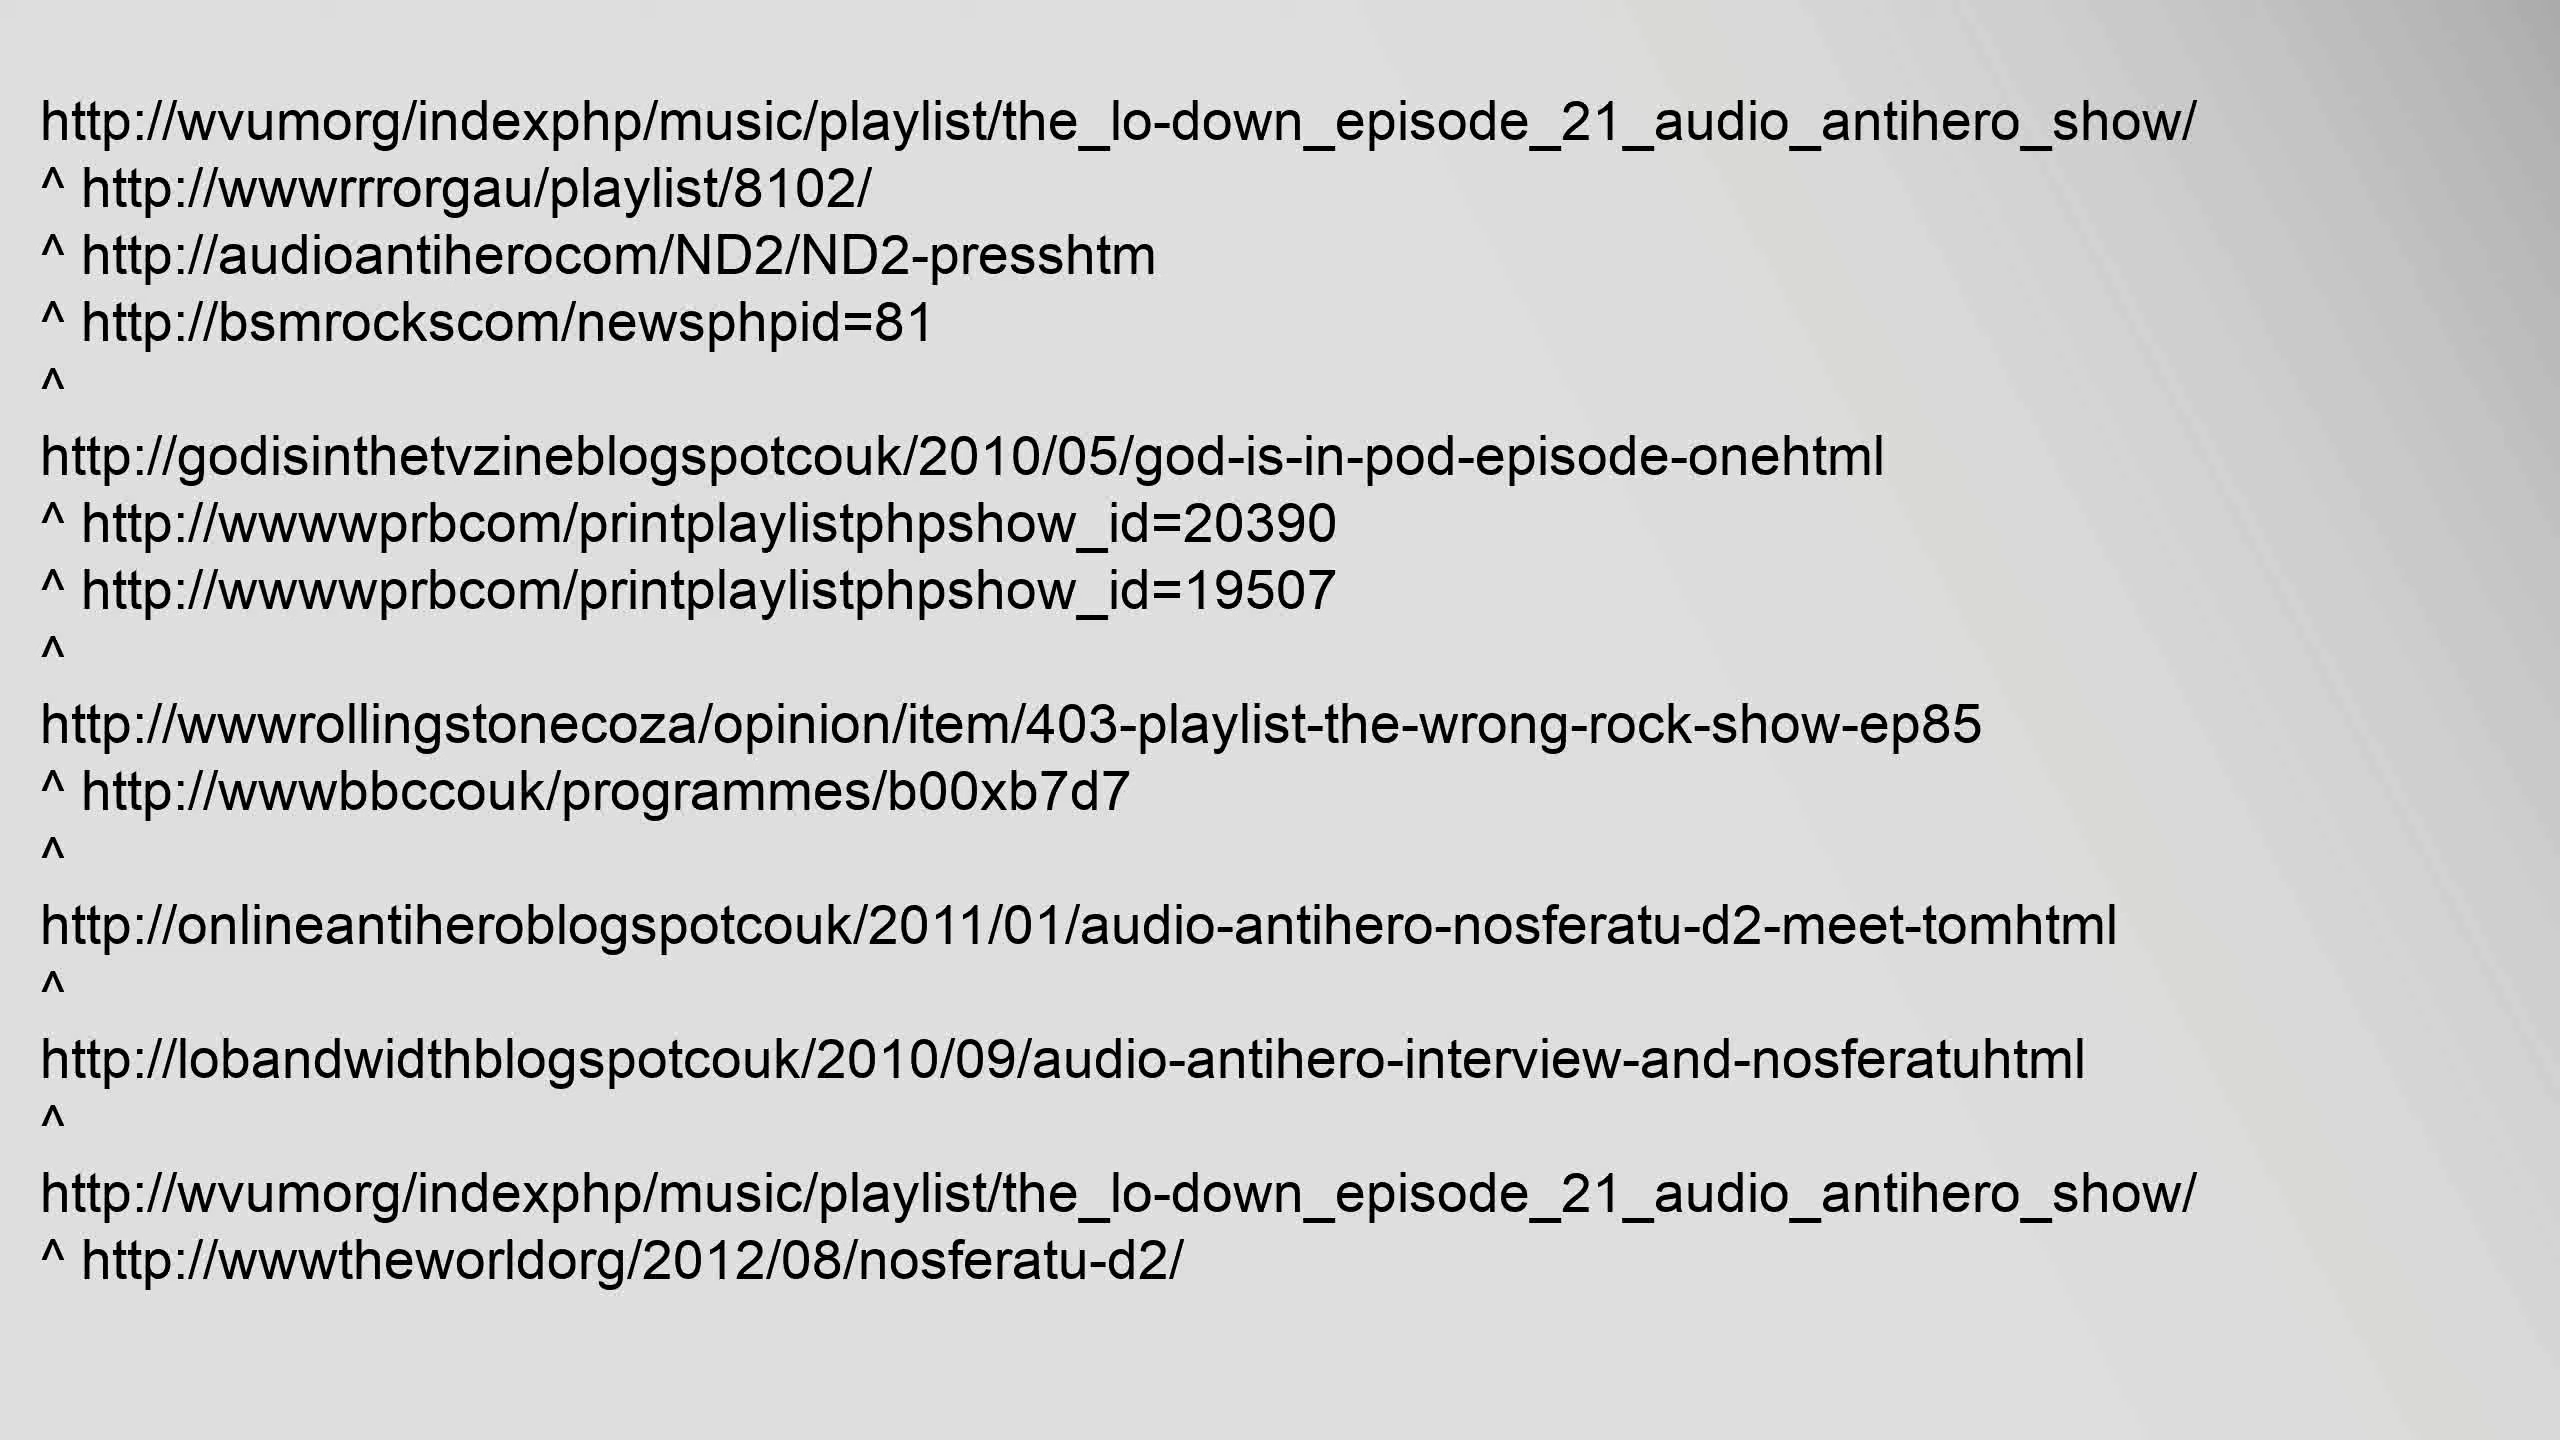 http://wvumorg/indexphp/music/playlist/the_lo-down_episode_21_audio_antihero_show/
^ http://wwwrrrorgau/playlist/8102/
^ http://audioantiherocom/ND2/ND2-presshtm
^ http://bsmrockscom/newsphpid=81
^
http://godisinthetvzineblogspotcouk/2010/05/god-is-in-pod-episode-onehtml
^ http://wwwwprbcom/printplaylistphpshow_id=20390
^ http://wwwwprbcom/printplaylistphpshow_id=19507
^
http://wwwrollingstonecoza/opinion/item/403-playlist-the-wrong-rock-show-ep85
^ http://wwwbbccouk/programmes/b00xb7d7
^
http://onlineantiheroblogspotcouk/2011/01/audio-antihero-nosferatu-d2-meet-tomhtml
^
http://lobandwidthblogspotcouk/2010/09/audio-antihero-interview-and-nosferatuhtml
^
http://wvumorg/indexphp/music/playlist/the_lo-down_episode_21_audio_antihero_show/
^ http://wwwtheworldorg/2012/08/nosferatu-d2/